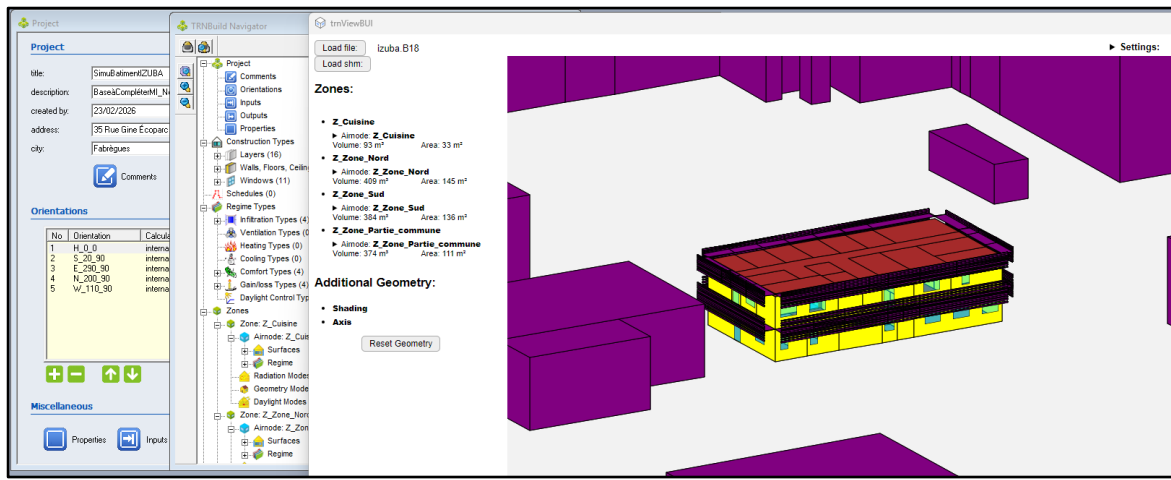 Project
Project
title:
SimuBatimentIZUBA
description:
BaseàCompléterMI_N
created by:
23/02/2026
address:
35 Rue Gine Écoparc
city:
Fabrègues
Comments
Orientations
No Orientation Calcula
1 H_0_0 interna
2 S_20_90 interna
3 E_290_90 interna
4 N_200_90 interna
5 W_110_90 interna
Miscellaneous
Properties
Inputs
TRNBuild Navigator
Project
Comments
Orientations
Inputs
Outputs
Properties
Construction Types
Layers (16)
Walls, Floors, Ceilin
Windows (11)
Schedules (0)
Regime Types
Infiltration Types (4)
Ventilation Types (0
Heating Types (0)
Cooling Types (0)
Comfort Types (4)
Gain/loss Types (4)
Daylight Control Typ
Zones
Zone: Z_Cuisine
Airnode: Z_Cuis
Surfaces
Regime
Radiation Modes
Geometry Mode
Daylight Modes
Zone: Z_Zone_Nord
Airnode: Z_Zon
Surfaces
Regime
trnViewBUI
Load file: izuba.B18
Load shm:
Settings:
Zones:
Z_Cuisine
Airnode: Z_Cuisine
Volume: 93 m² Area: 33 m²
Z_Zone_Nord
Airnode: Z_Zone_Nord
Volume: 409 m² Area: 145 m²
Z_Zone_Sud
Airnode: Z_Zone_Sud
Volume: 384 m² Area: 136 m²
Z_Zone_Partie_commune
Airnode: Z_Zone_Partie_commune
Volume: 374 m² Area: 111 m²
Additional Geometry:
Shading
Axis
Reset Geometry